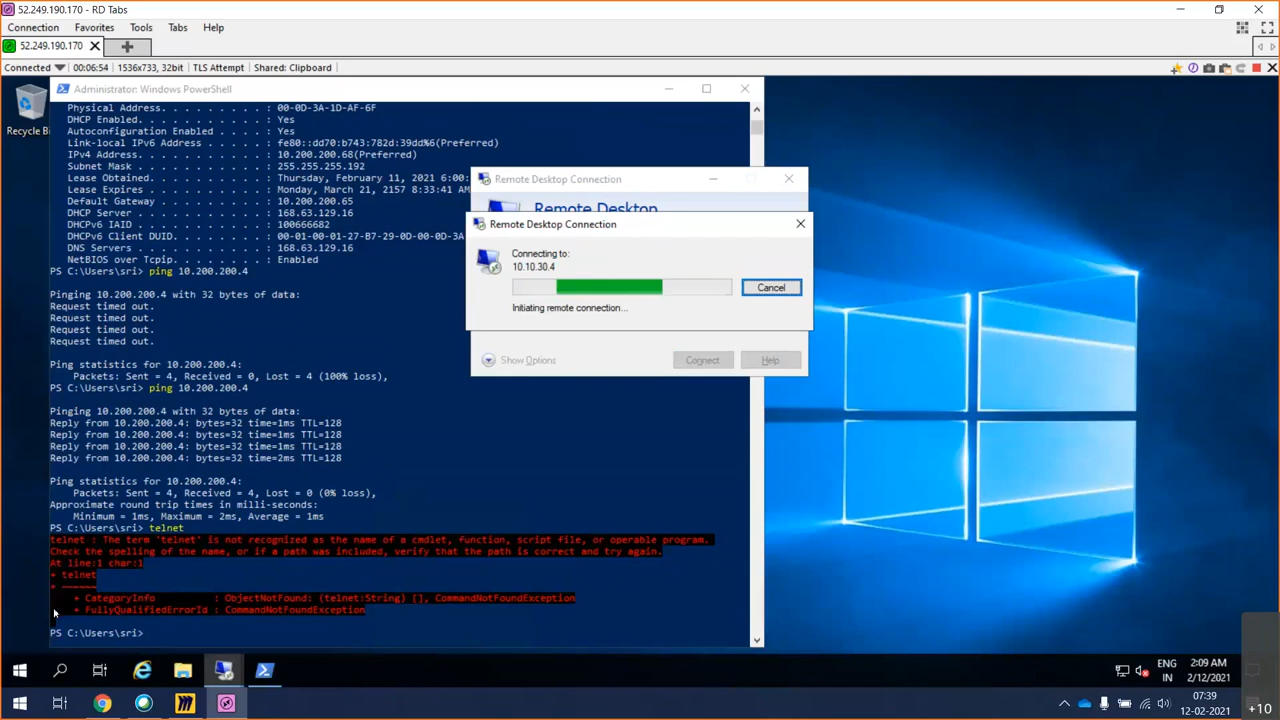 52.249.190.170 - RD Tabs
Connection Favorites Tools Tabs Help
52.249.190.170
Connected 00:06:54 1536x733, 32bit TLS Attempt Shared: Clipboard
Recycle Bi
Administrator: Windows PowerShell
Physical Address. . . . . . . . . : 00-0D-3A-1D-AF-6F
DHCP Enabled. . . . . . . . . . . : Yes
Autoconfiguration Enabled . . . . : Yes
Link-local IPv6 Address . . . . . : fe80::dd70:b743:782d:39dd%6(Preferred)
IPv4 Address. . . . . . . . . . . : 10.200.200.68(Preferred)
Subnet Mask . . . . . . . . . . . : 255.255.255.192
Lease Obtained. . . . . . . . . . : Thursday, February 11, 2021 6:00:
Lease Expires . . . . . . . . . . : Monday, March 21, 2157 8:33:41 AM
Default Gateway . . . . . . . . . : 10.200.200.65
DHCP Server . . . . . . . . . . . : 168.63.129.16
DHCPv6 IAID . . . . . . . . . . . : 100666682
DHCPv6 Client DUID. . . . . . . . : 00-01-00-01-27-B7-29-0D-00-0D-3A
DNS Servers . . . . . . . . . . . : 168.63.129.16
NetBIOS over Tcpip. . . . . . . . : Enabled
PS C:\Users\sri> ping 10.200.200.4
Pinging 10.200.200.4 with 32 bytes of data:
Request timed out.
Request timed out.
Request timed out.
Request timed out.
Ping statistics for 10.200.200.4:
Packets: Sent = 4, Received = 0, Lost = 4 (100% loss),
PS C:\Users\sri> ping 10.200.200.4
Pinging 10.200.200.4 with 32 bytes of data:
Reply from 10.200.200.4: bytes=32 time=1ms TTL=128
Reply from 10.200.200.4: bytes=32 time=1ms TTL=128
Reply from 10.200.200.4: bytes=32 time=1ms TTL=128
Reply from 10.200.200.4: bytes=32 time=2ms TTL=128
Ping statistics for 10.200.200.4:
Packets: Sent = 4, Received = 4, Lost = 0 (0% loss),
Approximate round trip times in milli-seconds:
Minimum = 1ms, Maximum = 2ms, Average = 1ms
PS C:\Users\sri> telnet
telnet : The term 'telnet' is not recognized as the name of a cmdlet, function, script file, or operable program.
Check the spelling of the name, or if a path was included, verify that the path is correct and try again.
At line:1 char:1
+ telnet
+ ~~~~~~
+ CategoryInfo : ObjectNotFound: (telnet:String) [], CommandNotFoundException
+ FullyQualifiedErrorId : CommandNotFoundException
PS C:\Users\sri>
Remote Desktop Connection
Remote Desktop
Remote Desktop Connection
Connecting to:
10.10.30.4
Cancel
Initiating remote connection...
Show Options Connect Help
ENG
IN
2:09 AM
2/12/2021
07:39
12-02-2021
+10